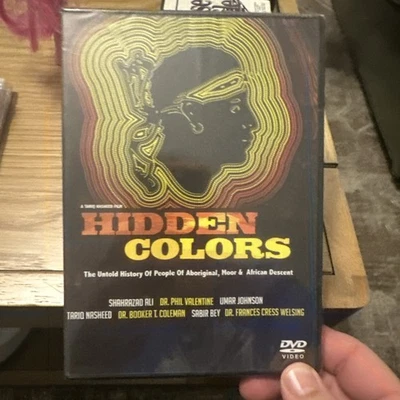 A TARIQ NASHEED FILM
HIDDEN
COLORS
The Untold History Of People Of Aboriginal, Moor & African Descent
SHAHRAZAD ALI DR. PHIL VALENTINE UMAR JOHNSON
TARIQ NASHEED DR. BOOKER T. COLEMAN SABIR BEY DR. FRANCES CRESS WELSING
DVD
VIDEO